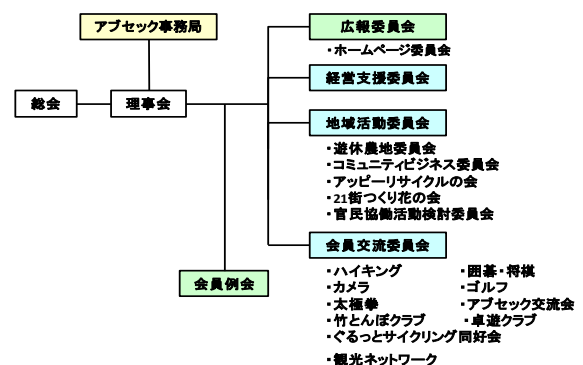 アブセック事務局
総会
理事会
会員例会
広報委員会
・ホームページ委員会
経営支援委員会
地域活動委員会
・遊休農地委員会
・コミュニティビジネス委員会
・アッピーリサイクルの会
・21街つくり花の会
・官民協働活動検討委員会
会員交流委員会
・ハイキング ・囲碁・将棋
・カメラ ・ゴルフ
・太極拳 ・アブセック交流会
・竹とんぼクラブ ・卓遊クラブ
・ぐるっとサイクリング同好会
・観光ネットワーク